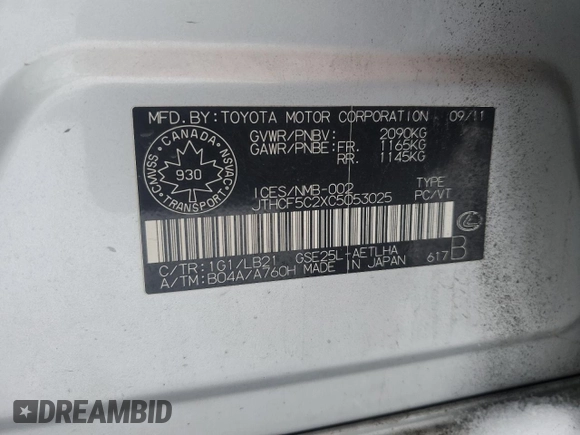 MFD. BY: TOYOTA MOTOR CORPORATION 09/11
GVWR/PNBV: 2090KG
GAWR/PNBE: FR. 1165KG
RR. 1145KG
CANADA
CMVSS NSVAC
930
TRANSPORT
ICES/NMB-002 TYPE
JTHCF5C2XC5053025 PC/VT
C/TR: 1G1/LB21 GSE25L-AETLHA
A/TM: B04A/A760H MADE IN JAPAN 617 B
DREAMBID